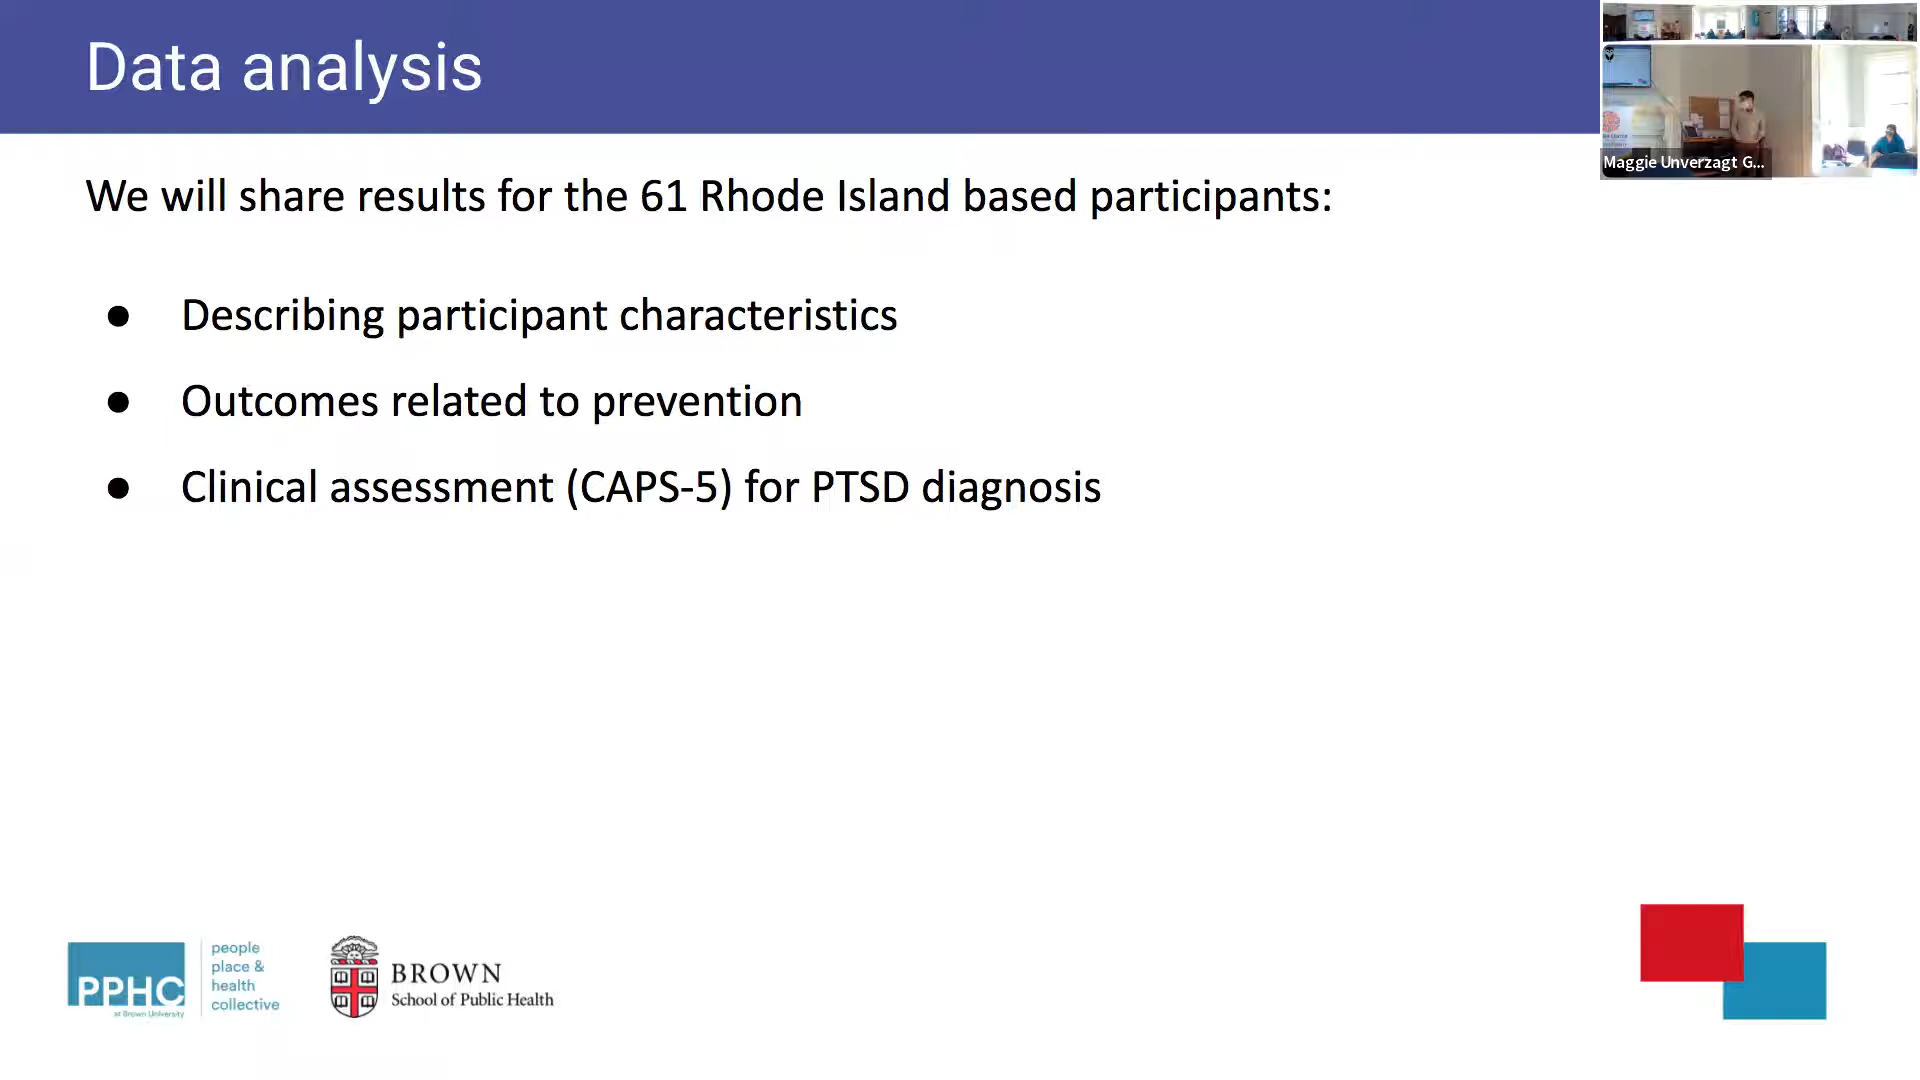 Data analysis
Maggie Unverzagt G...
We will share results for the 61 Rhode Island based participants:
● Describing participant characteristics
● Outcomes related to prevention
● Clinical assessment (CAPS-5) for PTSD diagnosis
PPHC
at Brown University
people
place &
health
collective
BROWN
School of Public Health